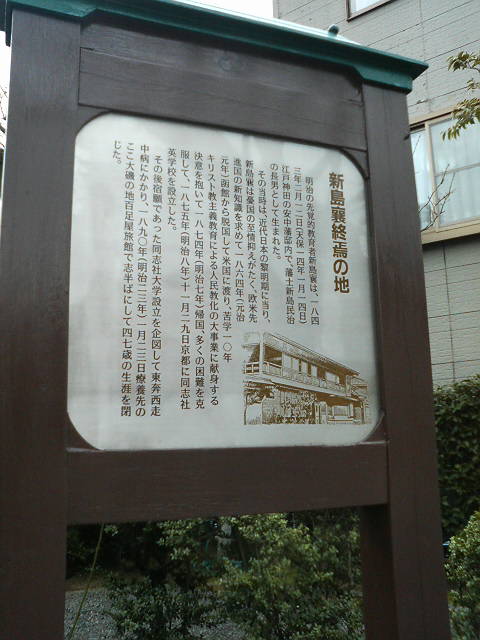 新島襄終焉の地
明治の先覚的教育者新島襄は、一八四
三年二月一二日(天保一四年一月一四日)
江戸神田の安中藩邸内で、藩士新島民治
の長男として生まれた。
その当時は、近代日本の黎明期に当り、
新島襄は憂国の至情抑えがたく、欧米先
進国の新知識を求めて一八六四年(元治
元年)函館から脱国して米国に渡り、苦学一〇年
キリスト教主義教育による人民教化の大事業に献身する
決意を抱いて一八七四年(明治七年)帰国、多くの困難を克
服して、一八七五年(明治八年)十一月二九日京都に同志社
英学校を設立した。
その後宿願であった同志社大学設立を企図して東奔西走
中病にかかり、一八九〇年(明治二三年)一月二三日療養先の
ここ大磯の地百足屋旅館で志半ばにして四七歳の生涯を閉
じた。